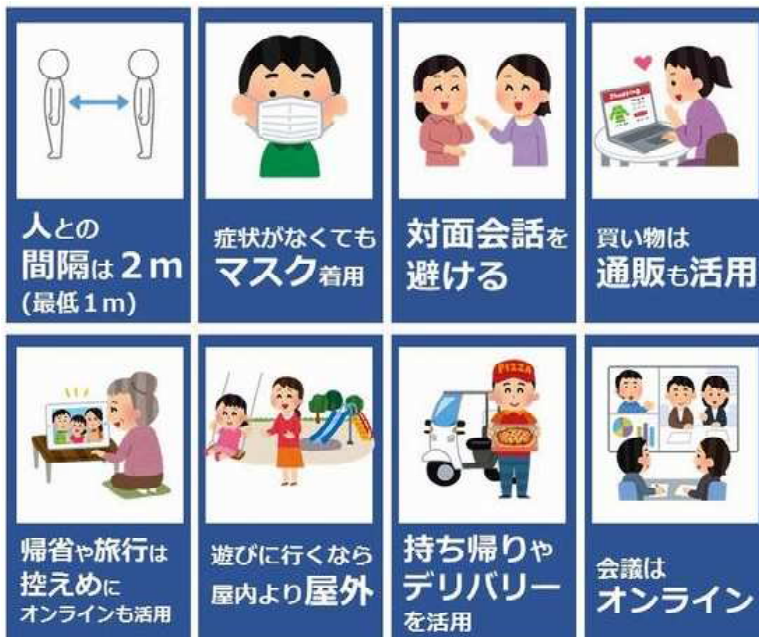 人との
間隔は２ｍ
(最低１ｍ)
症状がなくても
マスク着用
対面会話を
避ける
Shopping
買い物は
通販も活用
帰省や旅行は
控えめに
オンラインも活用
遊びに行くなら
屋内より屋外
PIZZA
持ち帰りや
デリバリー
を活用
会議は
オンライン